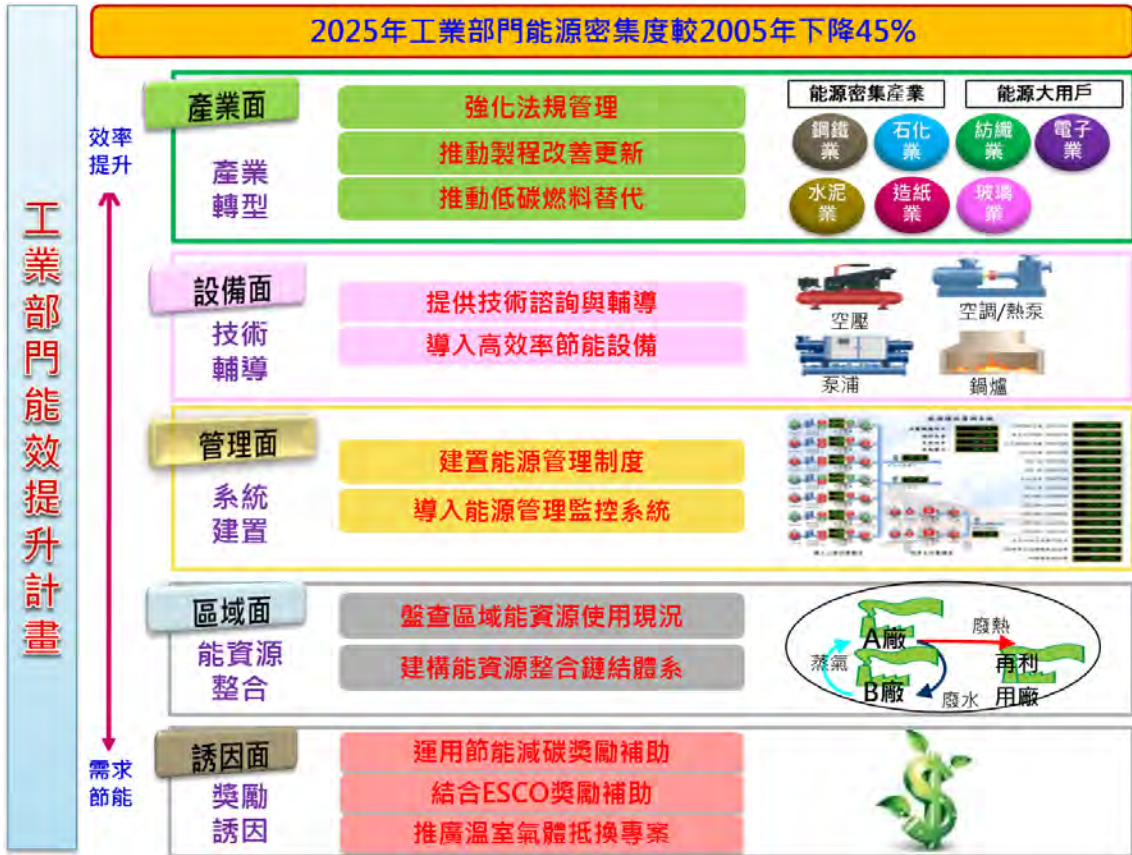 2025年工業部門能源密集度較2005年下降45%
工業部門能效提升計畫
效率
提升
需求
節能
產業面
產業
轉型
強化法規管理
推動製程改善更新
推動低碳燃料替代
能源密集產業
能源大用戶
鋼鐵
業
石化
業
紡織
業
電子
業
水泥
業
造紙
業
玻璃
業
設備面
技術
輔導
提供技術諮詢與輔導
導入高效率節能設備
空壓
空調/熱泵
泵浦
鍋爐
管理面
系統
建置
建置能源管理制度
導入能源管理監控系統
區域面
能資源
整合
盤查區域能資源使用現況
建構能資源整合鏈結體系
A廠
廢熱
蒸氣
再利
用廠
B廠
廢水
誘因面
獎勵
誘因
運用節能減碳獎勵補助
結合ESCO獎勵補助
推廣溫室氣體抵換專案